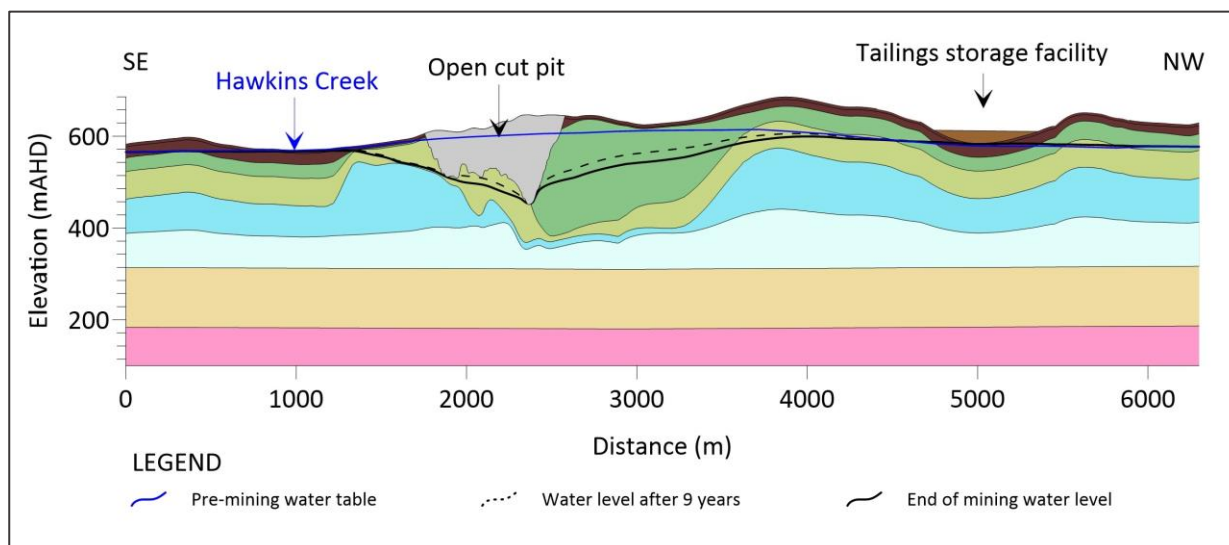 SE
Hawkins Creek
Open cut pit
Tailings storage facility
NW
Elevation (mAHD)
600
400
200
0
1000
2000
3000
4000
5000
6000
Distance (m)
LEGEND
Pre-mining water table
Water level after 9 years
End of mining water level